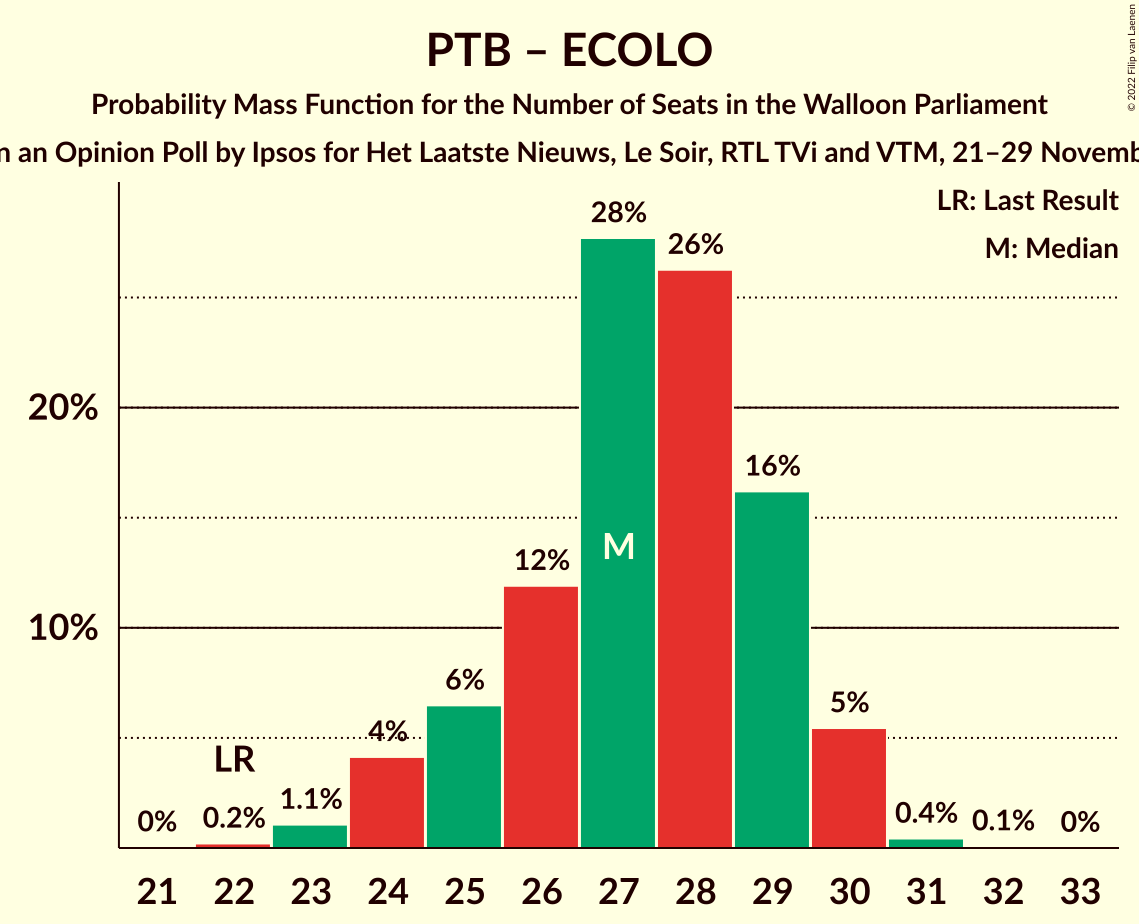 PTB – ECOLO
Probability Mass Function for the Number of Seats in the Walloon Parliament
an Opinion Poll by Ipsos for Het Laatste Nieuws, Le Soir, RTL TVi and VTM, 21–29
© 2022 Filip van Laenen
LR: Last Result
M: Median
28%
26%
20%
16%
12%
M
10%
6%
5%
4%
LR
1.1%
0% 0.2% 0.4% 0.1% 0%
21 22 23 24 25 26 27 28 29 30 31 32 33